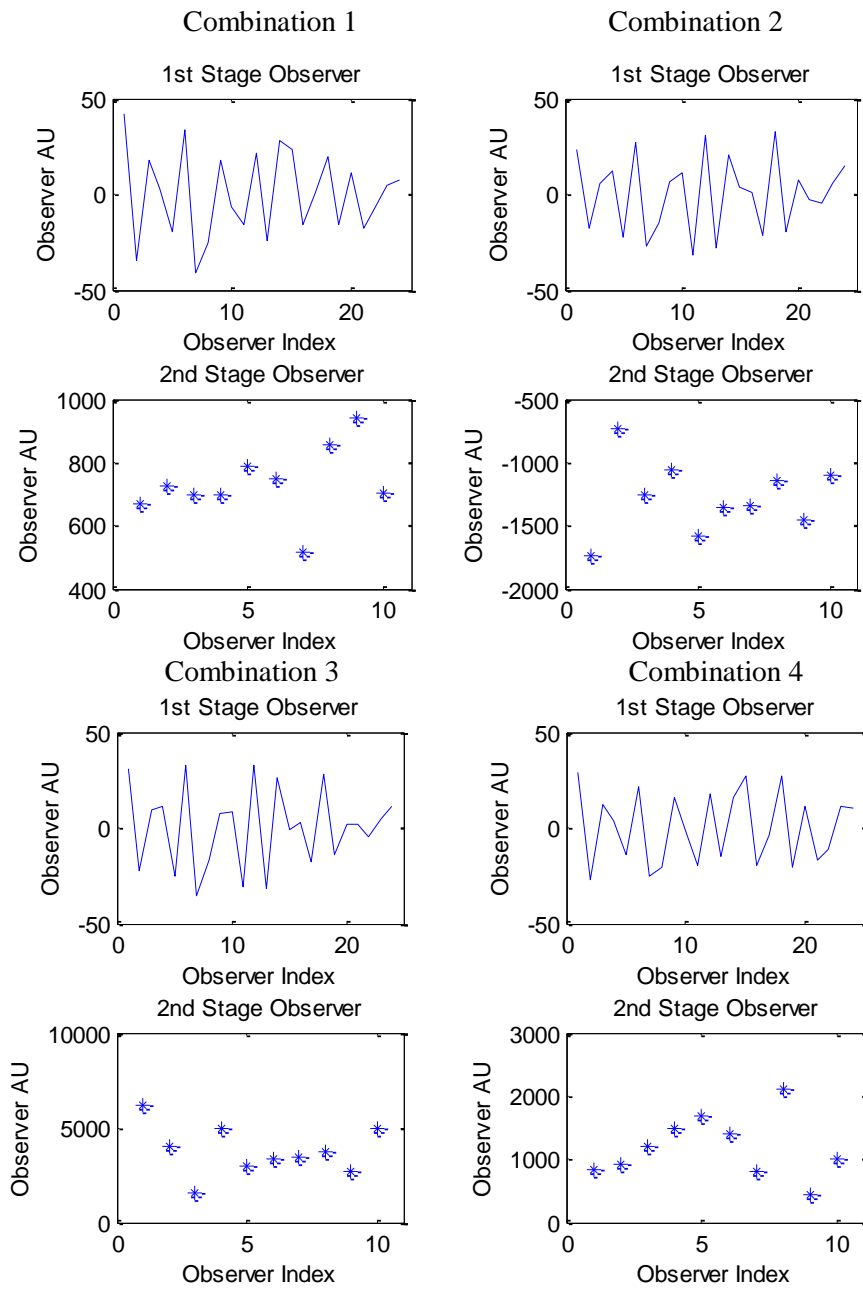 Combination 1
Combination 2
1st Stage Observer
1st Stage Observer
50
0
-50
Observer AU
0 10 20
Observer Index
50
0
-50
Observer AU
0 10 20
Observer Index
2nd Stage Observer
2nd Stage Observer
1000
800
600
400
Observer AU
0 5 10
Observer Index
-500
-1000
-1500
-2000
Observer AU
0 5 10
Observer Index
Combination 3
Combination 4
1st Stage Observer
1st Stage Observer
50
0
-50
Observer AU
0 10 20
Observer Index
50
0
-50
Observer AU
0 10 20
Observer Index
2nd Stage Observer
2nd Stage Observer
10000
5000
0
Observer AU
0 5 10
Observer Index
3000
2000
1000
0
Observer AU
0 5 10
Observer Index